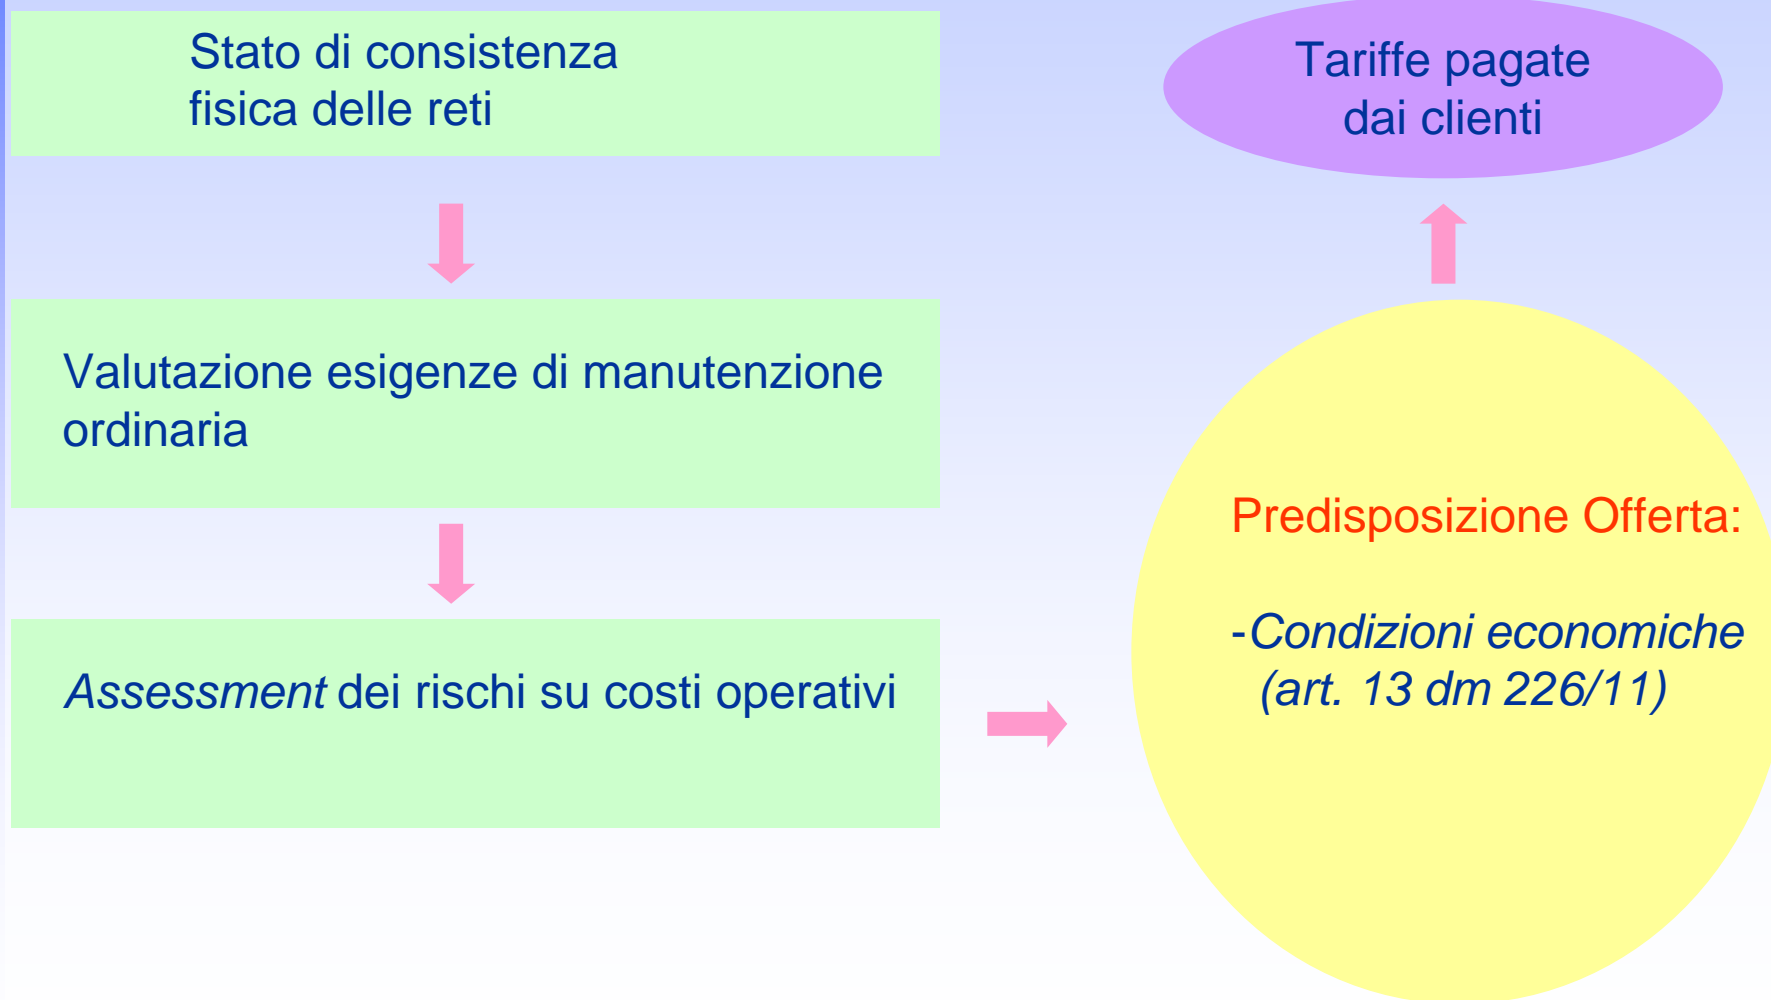 Stato di consistenza
fisica delle reti
Valutazione esigenze di manutenzione
ordinaria
Assessment dei rischi su costi operativi
Tariffe pagate
dai clienti
Predisposizione Offerta:
-Condizioni economiche
(art. 13 dm 226/11)